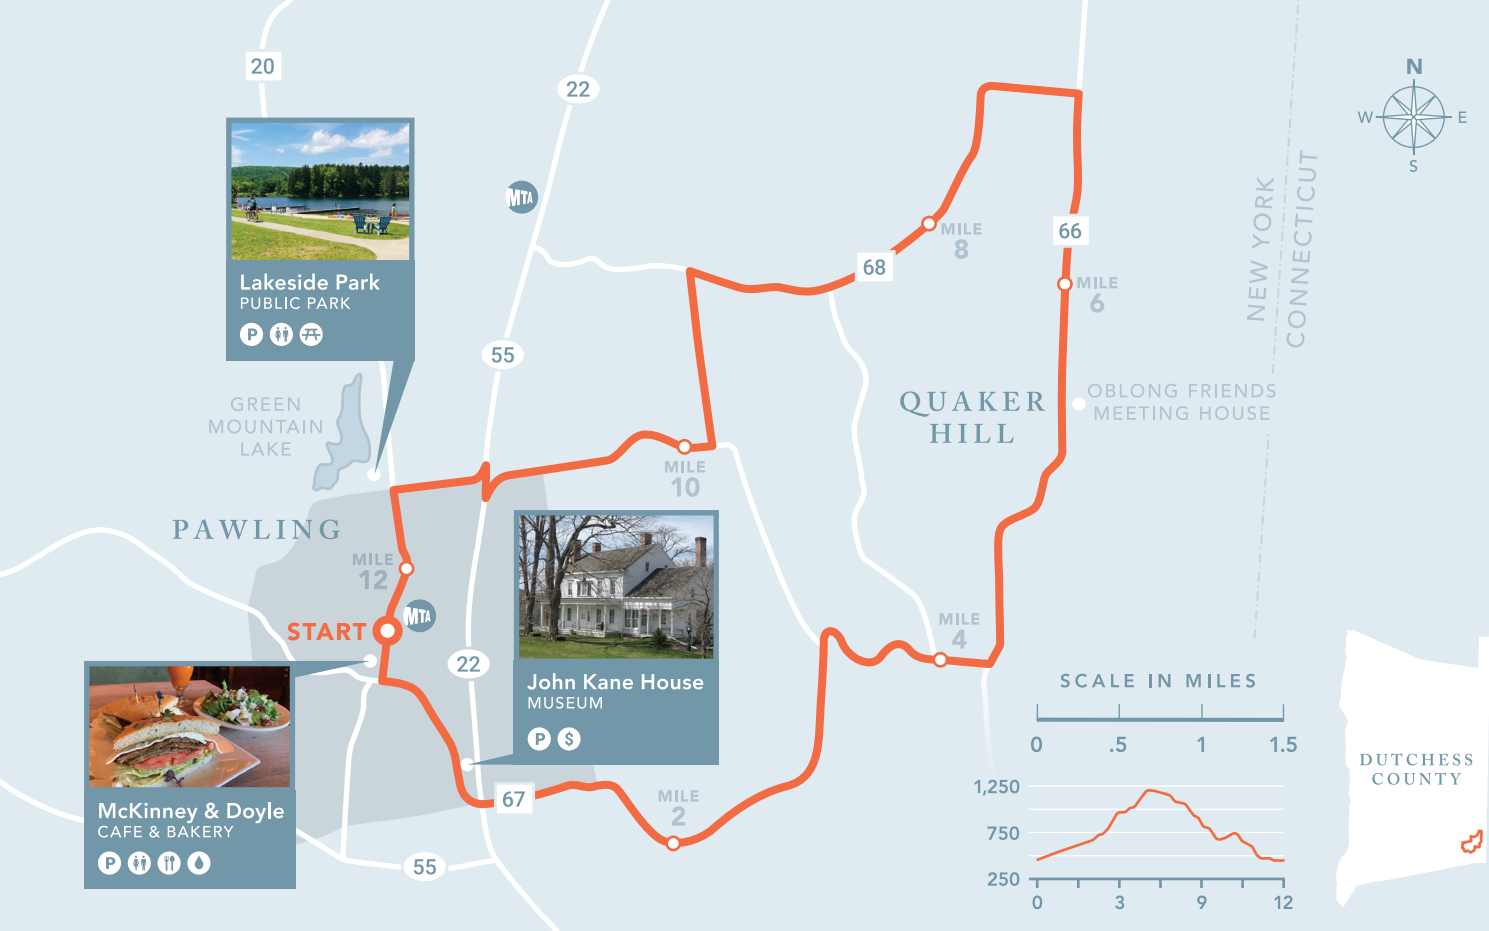 20
22
N
W
E
S
MTA
NEW YORK
CONNECTICUT
66
MILE
8
68
MILE
6
Lakeside Park
PUBLIC PARK
P
55
GREEN
MOUNTAIN
LAKE
QUAKER
HILL
OBLONG FRIENDS
MEETING HOUSE
MILE
10
PAWLING
MILE
12
MTA
START
22
MILE
4
John Kane House
MUSEUM
P $
SCALE IN MILES
0 .5 1 1.5
DUTCHESS
COUNTY
McKinney & Doyle
CAFE & BAKERY
P
67
MILE
2
55
1,250
750
250
0 3 9 12